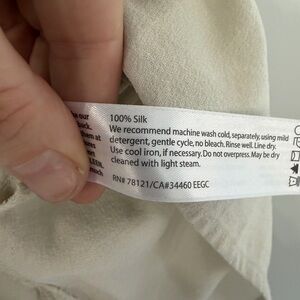 our
100% Silk
We recommend machine wash cold, separately, using mild
detergent, gentle cycle, no bleach. Rinse well. Line dry.
Use cool iron, if necessary. Do not overpress. May be dry
cleaned with light steam.
RN# 78121/CA#34460 EEGC